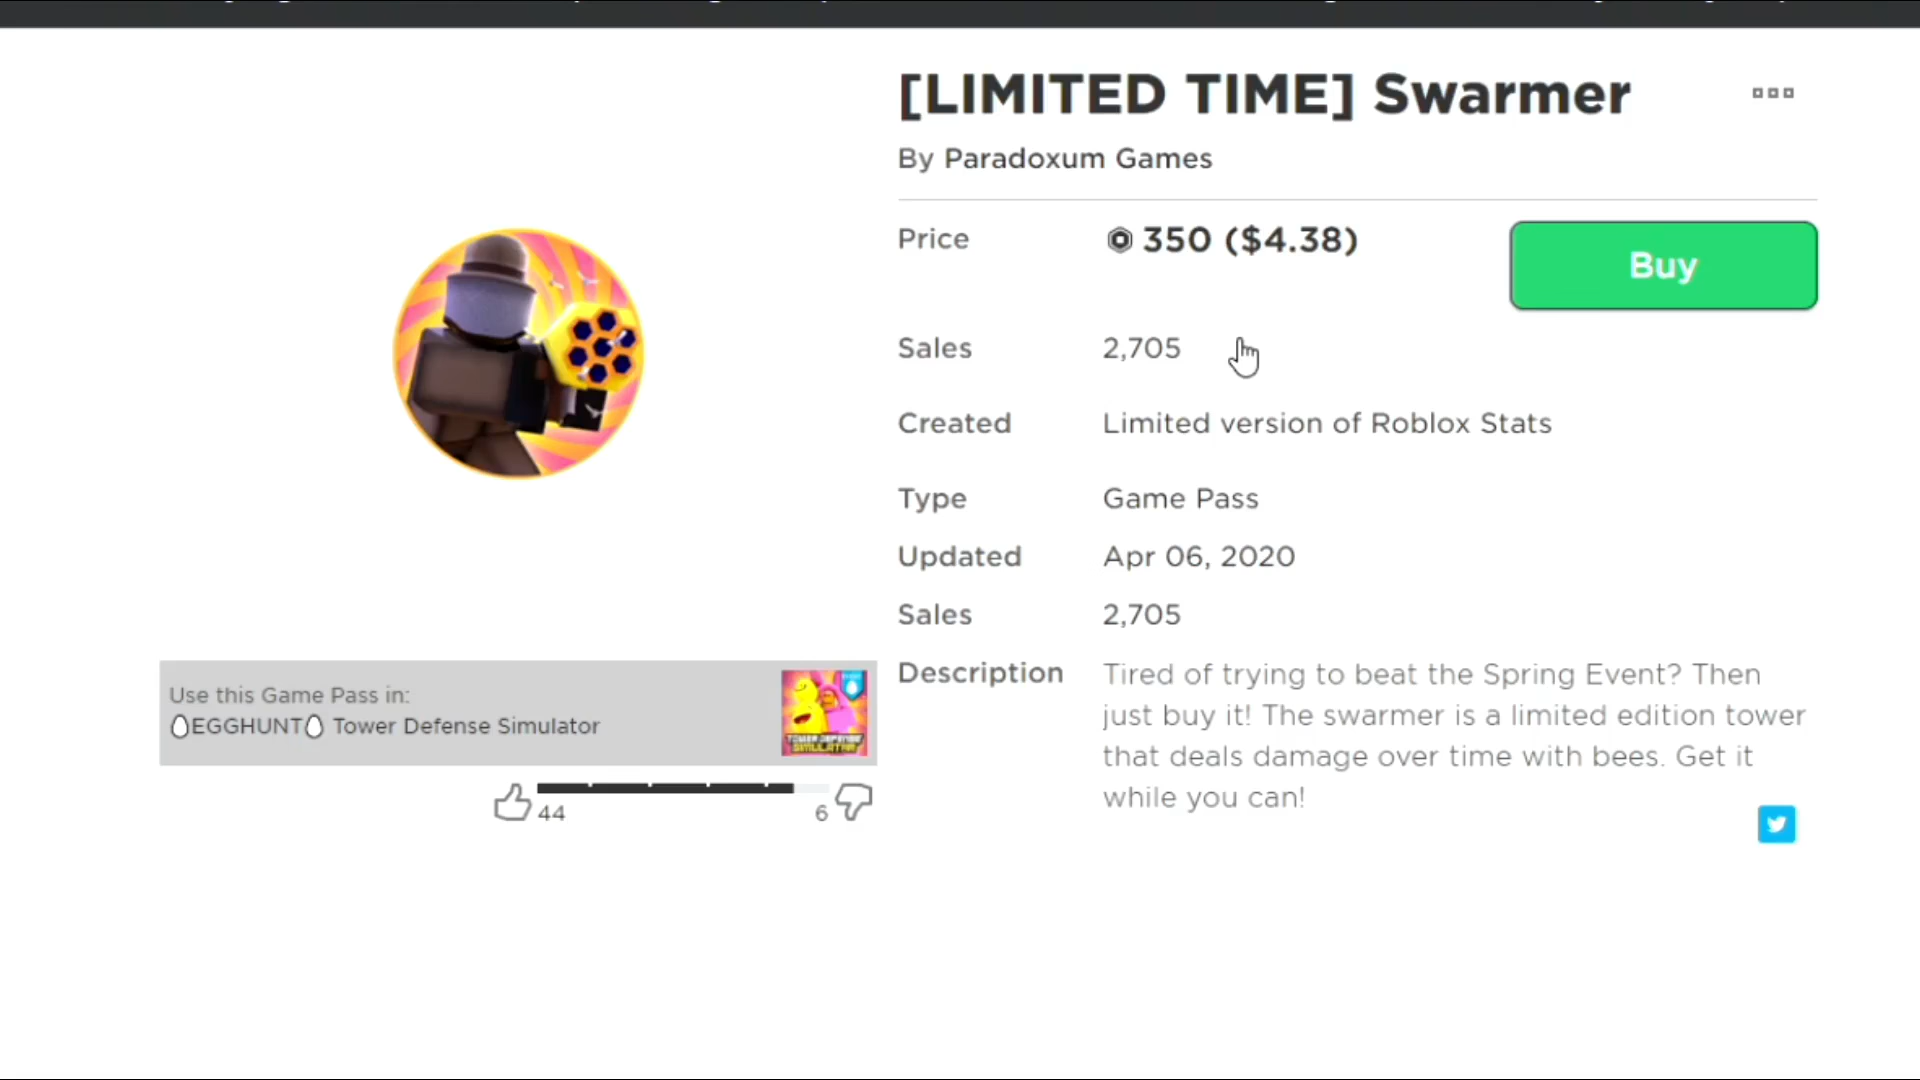 [LIMITED TIME] Swarmer
By Paradoxum Games
Price 350 ($4.38)
Buy
Sales 2,705
Created Limited version of Roblox Stats
Type Game Pass
Updated Apr 06, 2020
Sales 2,705
Description Tired of trying to beat the Spring Event? Then
just buy it! The swarmer is a limited edition tower
that deals damage over time with bees. Get it
while you can!
Use this Game Pass in:
EGGHUNT Tower Defense Simulator
TOWER DEFENSE
SIMULATOR
44
6